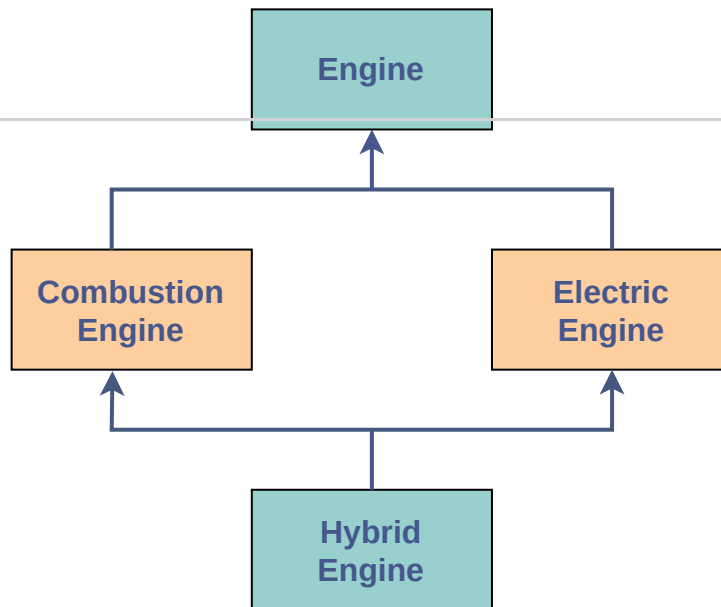 Engine
Combustion
Engine
Electric
Engine
Hybrid
Engine